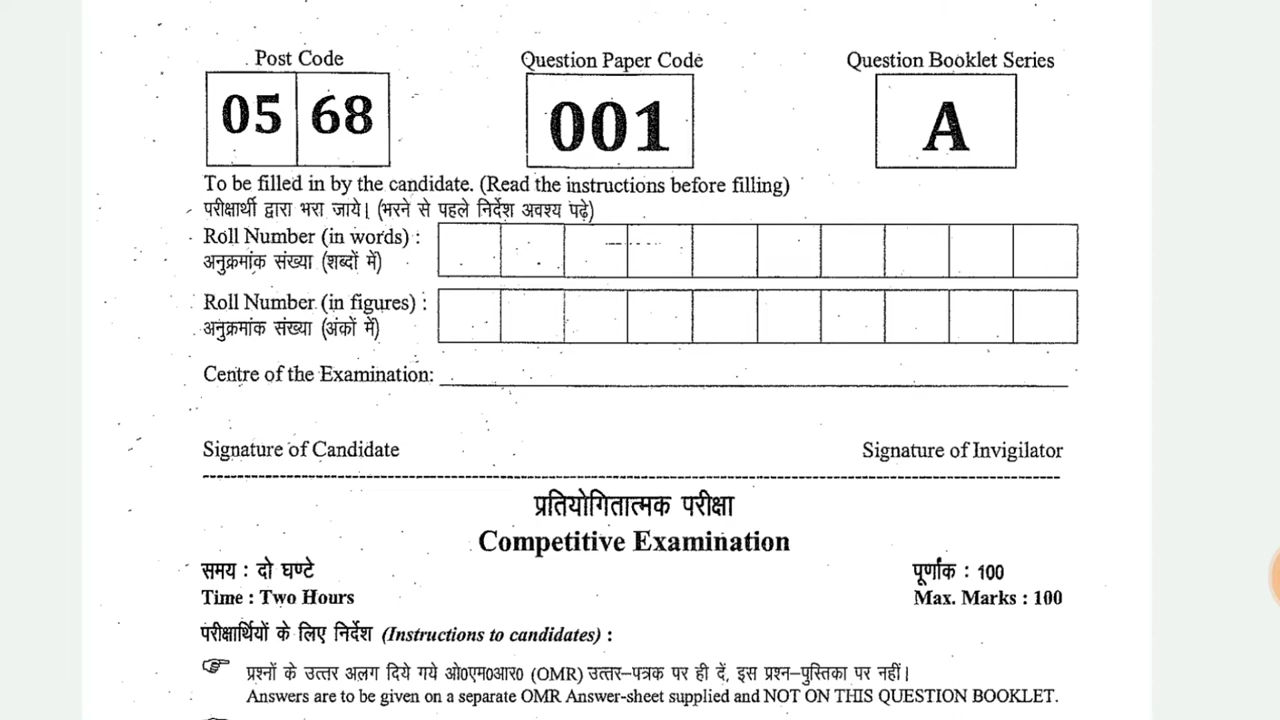 Post Code
Question Paper Code
Question Booklet Series
05 68
001
A
To be filled in by the candidate. (Read the instructions before filling)
परीक्षार्थी द्वारा भरा जाये। (भरने से पहले निर्देश अवश्य पढ़े)
Roll Number (in words) :
अनुक्रमांक संख्या (शब्दों में)
Roll Number (in figures) :
अनुक्रमांक संख्या (अंकों में)
Centre of the Examination:
Signature of Candidate
Signature of Invigilator
प्रतियोगितात्मक परीक्षा
Competitive Examination
समय : दो घण्टे
पूर्णांक : 100
Time : Two Hours
Max. Marks : 100
परीक्षार्थियों के लिए निर्देश (Instructions to candidates) :
प्रश्नों के उत्तर अलग दिये गये ओ०एम०आर० (OMR) उत्तर–पत्रक पर ही दें, इस प्रश्न–पुस्तिका पर नहीं।
Answers are to be given on a separate OMR Answer-sheet supplied and NOT ON THIS QUESTION BOOKLET.